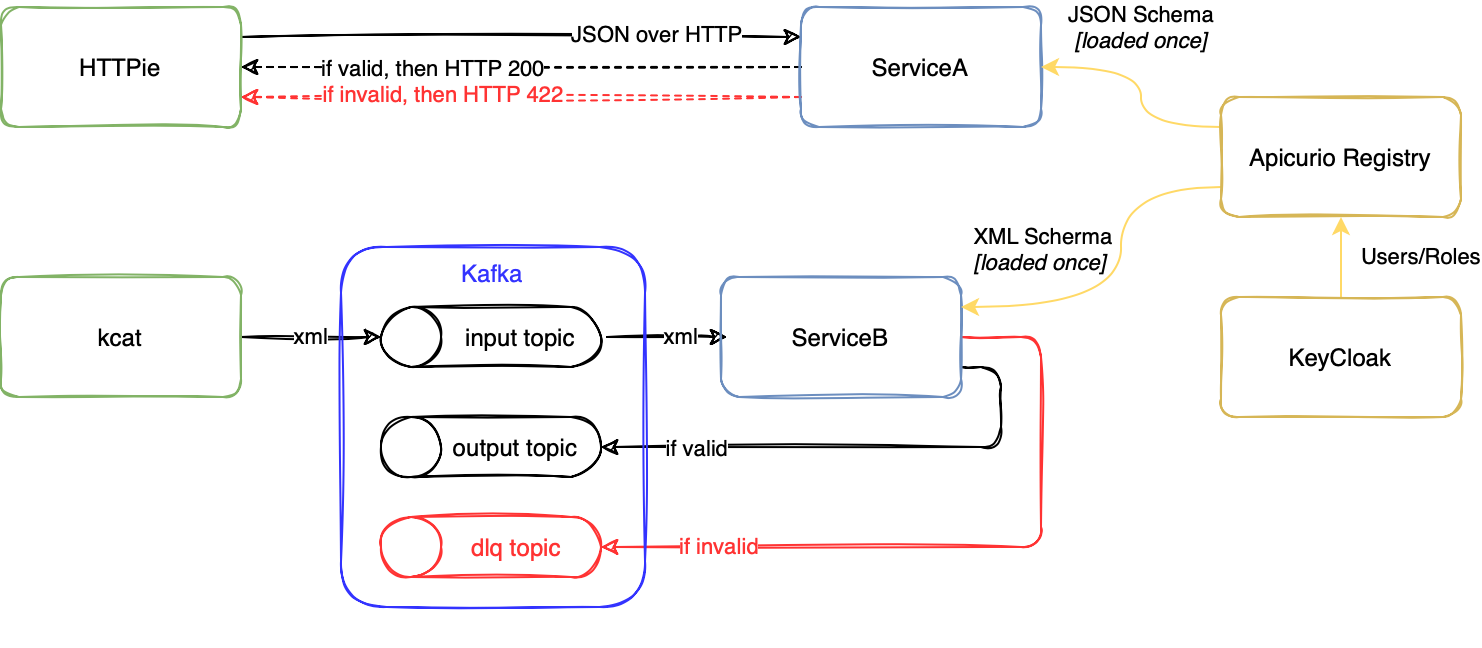 JSON Schema
[loaded once]
JSON over HTTP
HTTPie
if valid, then HTTP 200
ServiceA
if invalid, then HTTP 422
Apicurio Registry
XML Scherma
[loaded once]
Users/Roles
Kafka
kcat
xml
input topic
xml
ServiceB
KeyCloak
output topic
if valid
dlq topic
if invalid